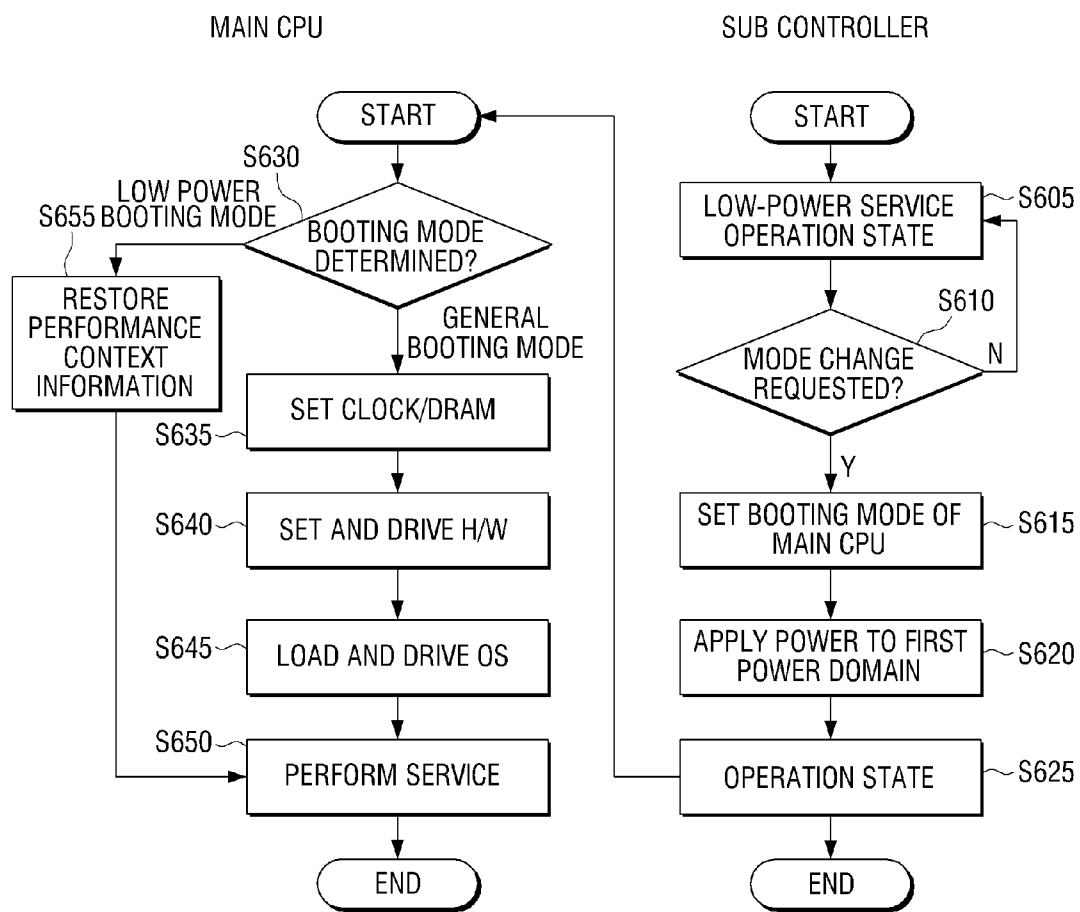 MAIN CPU
SUB CONTROLLER
START
START
S630
LOW POWER
BOOTING MODE
S655
BOOTING MODE
DETERMINED?
RESTORE
PERFORMANCE
CONTEXT
INFORMATION
GENERAL
BOOTING MODE
SET CLOCK/DRAM
S635
S640
SET AND DRIVE H/W
S645
LOAD AND DRIVE OS
S650
PERFORM SERVICE
END
LOW-POWER SERVICE
OPERATION STATE
S605
S610
MODE CHANGE
REQUESTED?
N
Y
SET BOOTING MODE OF
MAIN CPU
S615
APPLY POWER TO FIRST
POWER DOMAIN
S620
OPERATION STATE
S625
END